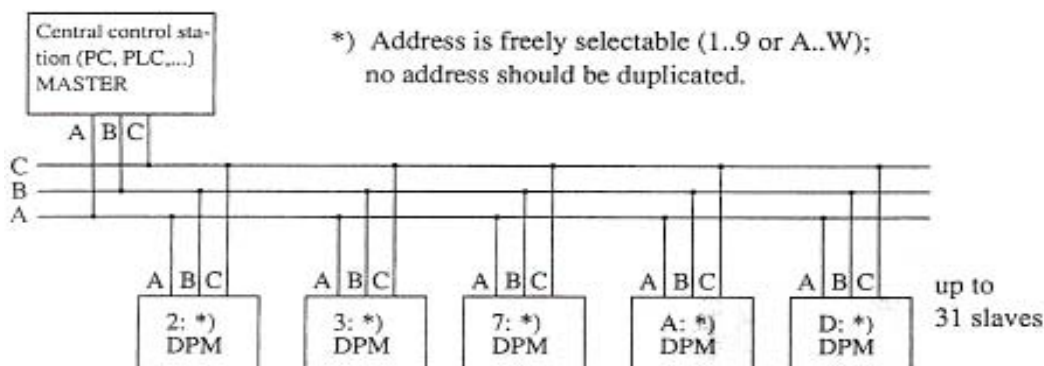 Central control sta-
tion (PC, PLC,...)
MASTER
*) Address is freely selectable (1..9 or A..W);
no address should be duplicated.
A B C
C
B
A
A B C A B C A B C A B C A B C
2: *) 3: *) 7: *) A: *) D: *)
DPM DPM DPM DPM DPM
up to
31 slaves